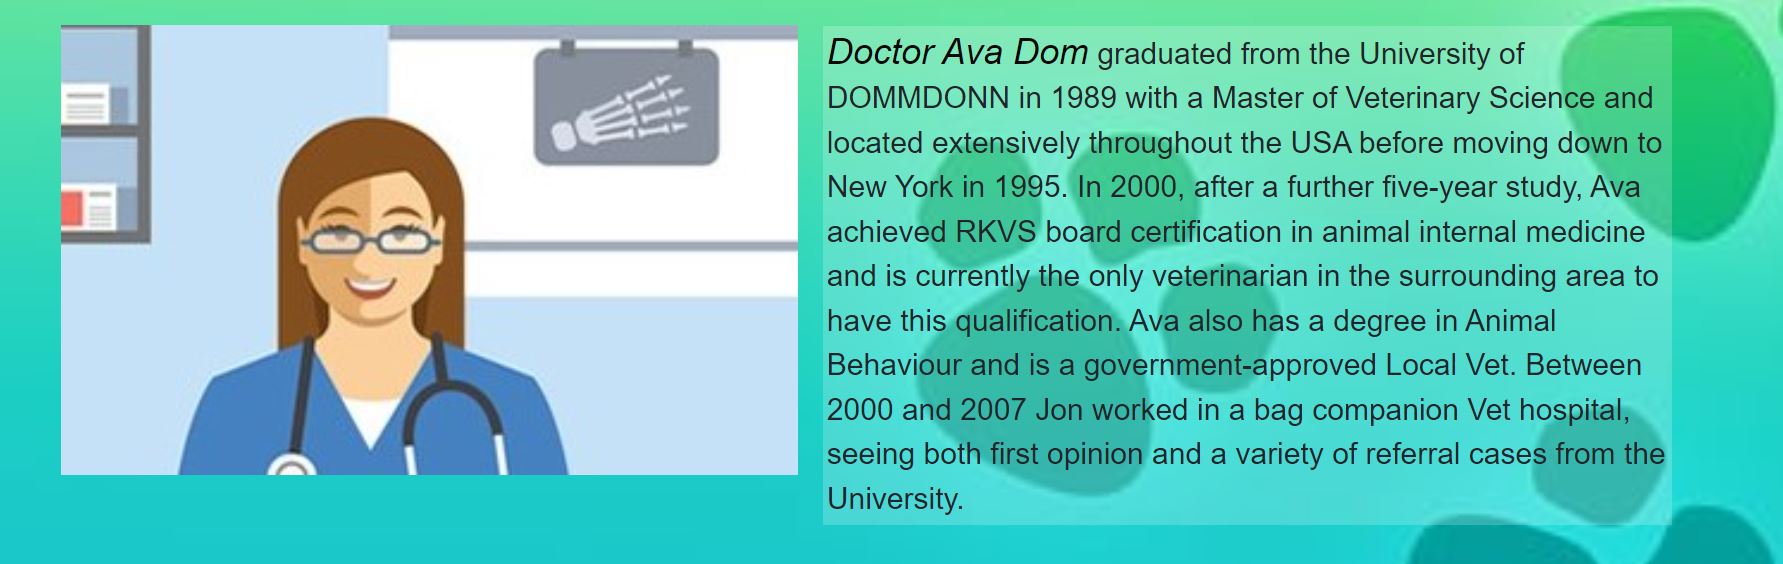 Doctor Ava Dom graduated from the University of
DOMMDONN in 1989 with a Master of Veterinary Science and
located extensively throughout the USA before moving down to
New York in 1995. In 2000, after a further five-year study, Ava
achieved RKVS board certification in animal internal medicine
and is currently the only veterinarian in the surrounding area to
have this qualification. Ava also has a degree in Animal
Behaviour and is a government-approved Local Vet. Between
2000 and 2007 Jon worked in a bag companion Vet hospital,
seeing both first opinion and a variety of referral cases from the
University.